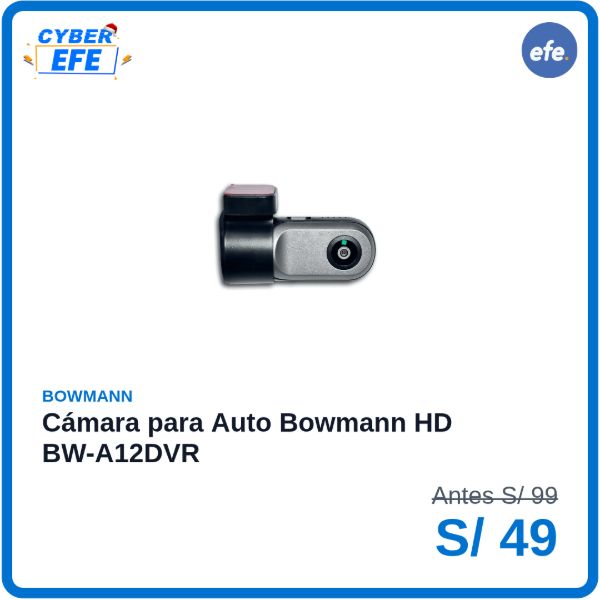 CYBER
EFE
efe.
BOWMANN
Cámara para Auto Bowmann HD
BW-A12DVR
Antes S/ 99
S/ 49